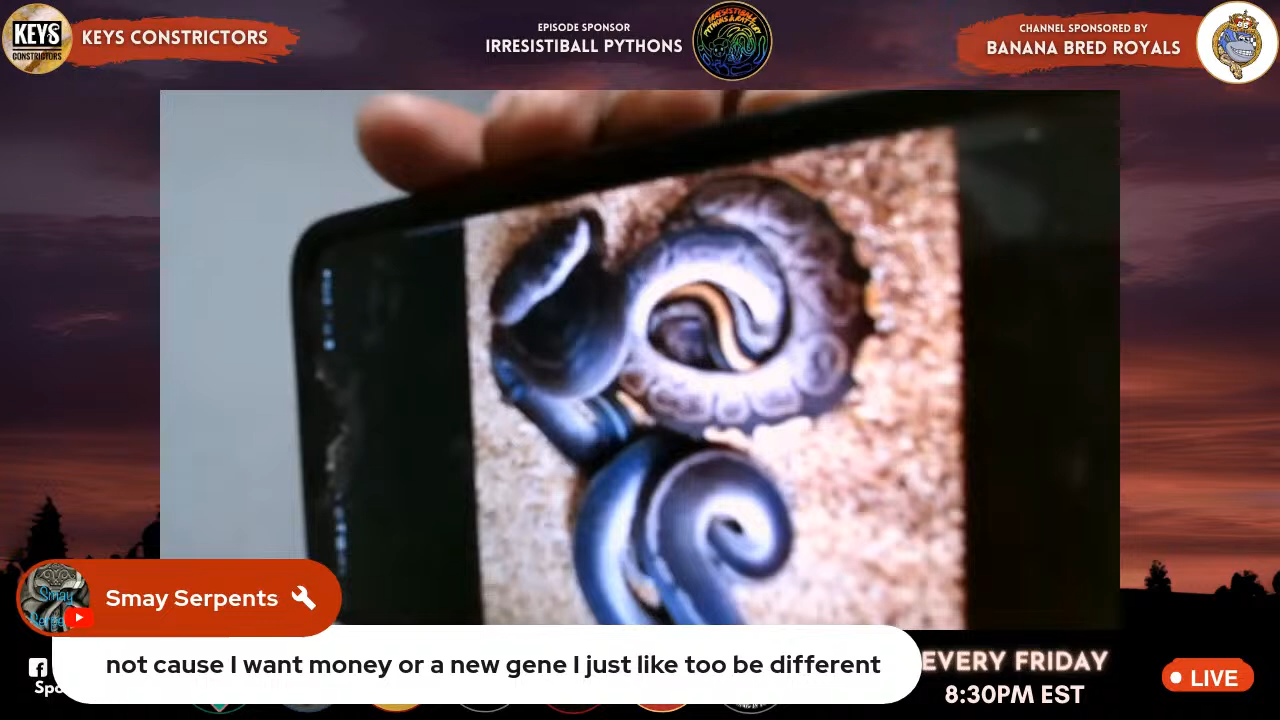 KEYS
CONSTRICTORS
KEYS CONSTRICTORS
EPISODE SPONSOR
IRRESISTIBALL PYTHONS
CHANNEL SPONSORED BY
BANANA BRED ROYALS
Smay Serpents
not cause I want money or a new gene I just like too be different
Spo
EVERY FRIDAY
8:30PM EST
LIVE